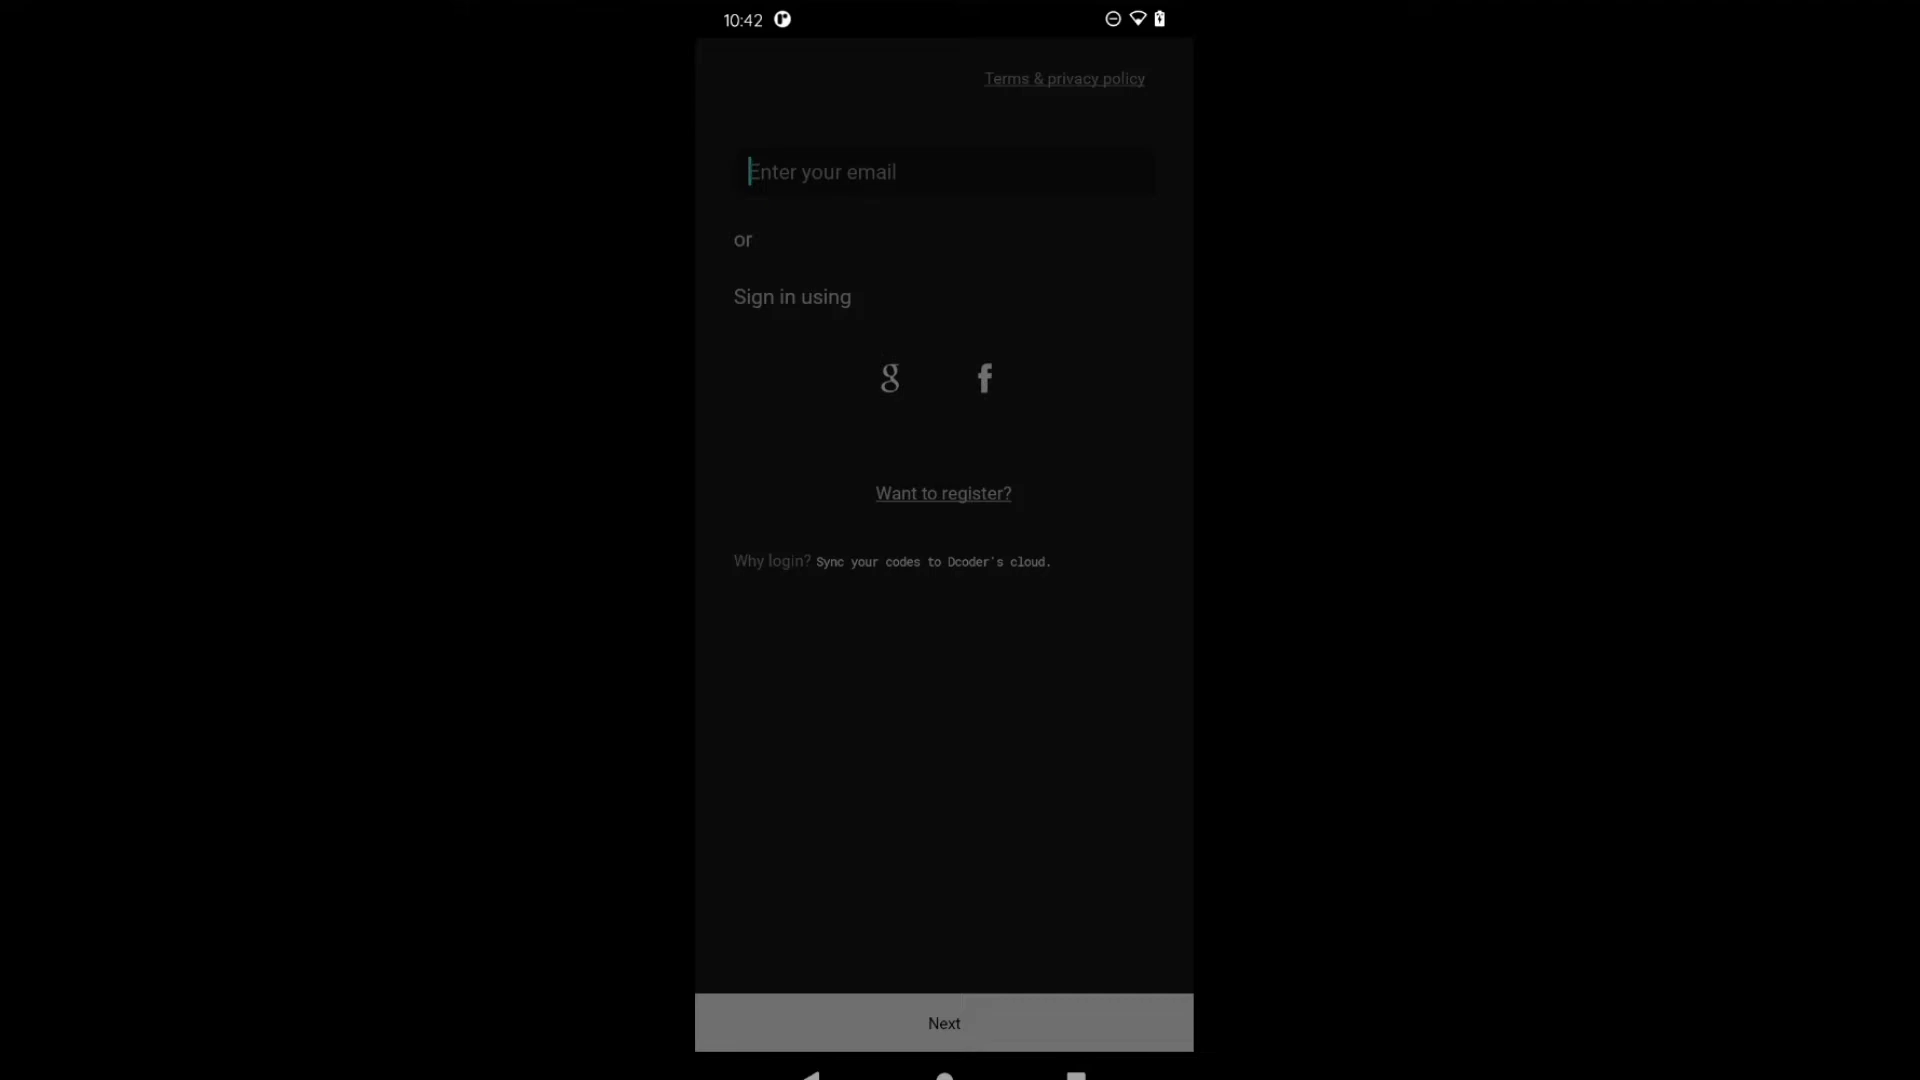 10:42
Terms & privacy policy
Enter your email
or
Sign in using
g f
Want to register?
Why login? Sync your codes to Dcoder's cloud.
Next